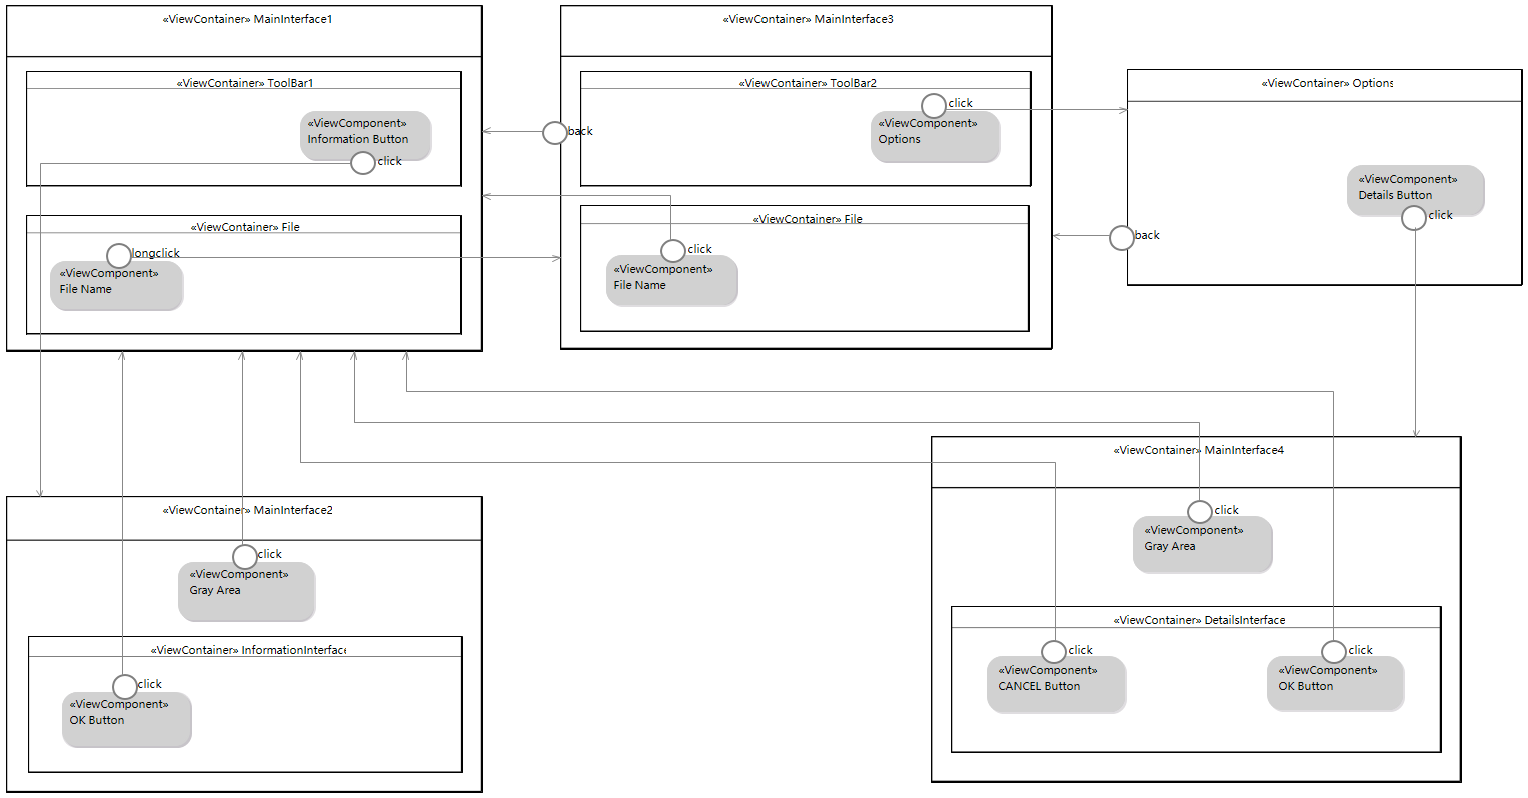 «ViewContainer» MainInterface1
«ViewContainer» ToolBar1
«ViewComponent»
Information Button
click
«ViewContainer» File
longclick
«ViewComponent»
File Name
«ViewContainer» MainInterface3
«ViewContainer» ToolBar2
click
«ViewComponent»
Options
back
«ViewContainer» File
click
«ViewComponent»
File Name
«ViewContainer» Options
«ViewComponent»
Details Button
click
back
«ViewContainer» MainInterface2
click
«ViewComponent»
Gray Area
«ViewContainer» InformationInterface
click
«ViewComponent»
OK Button
«ViewContainer» MainInterface4
click
«ViewComponent»
Gray Area
«ViewContainer» DetailsInterface
click
«ViewComponent»
CANCEL Button
click
«ViewComponent»
OK Button